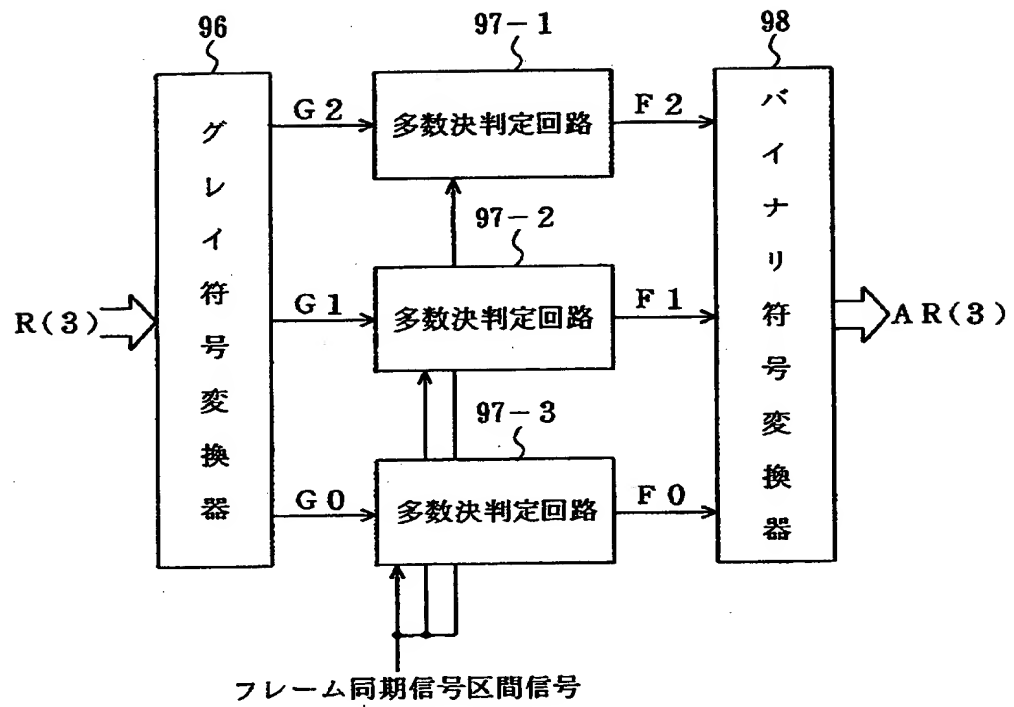 96
97-1
98
グレイ符号変換器
G2
多数決判定回路
F2
バイナリ符号変換器
97-2
R(3)
G1
多数決判定回路
F1
AR(3)
97-3
G0
多数決判定回路
F0
フレーム同期信号区間信号